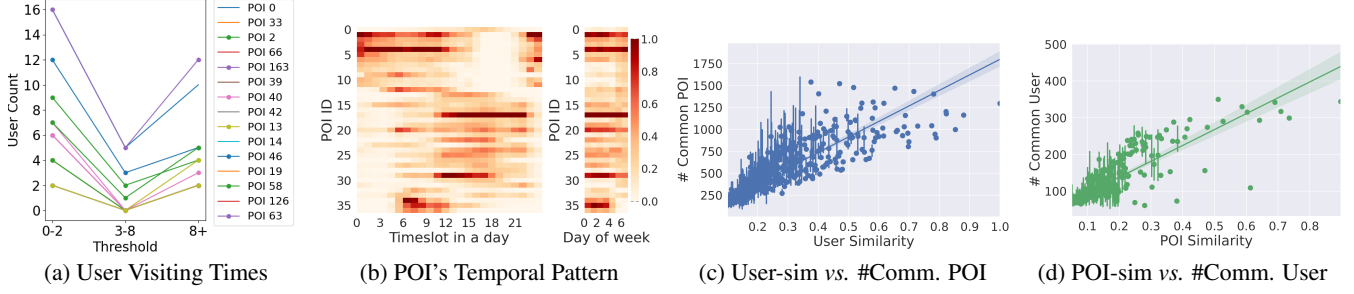 16
14
12
10
8
6
4
2
0
User Count
0-2
3-8
8+
Threshold
POI 0
POI 33
POI 2
POI 66
POI 163
POI 39
POI 40
POI 42
POI 13
POI 14
POI 46
POI 19
POI 58
POI 126
POI 63
(a) User Visiting Times
0
5
10
15
20
25
30
35
POI ID
0 3 6 9 12 15 18 21
Timeslot in a day
POI ID
0
5
10
15
20
25
30
35
0 2 4 6
Day of week
1.0
0.8
0.6
0.4
0.2
0.0
(b) POI's Temporal Pattern
1750
1500
1250
1000
750
500
250
# Common POI
0.2 0.3 0.4 0.5 0.6 0.7 0.8 0.9 1.0
User Similarity
(c) User-sim vs. #Comm. POI
500
400
300
200
100
# Common User
0.1 0.2 0.3 0.4 0.5 0.6 0.7 0.8
POI Similarity
(d) POI-sim vs. #Comm. User